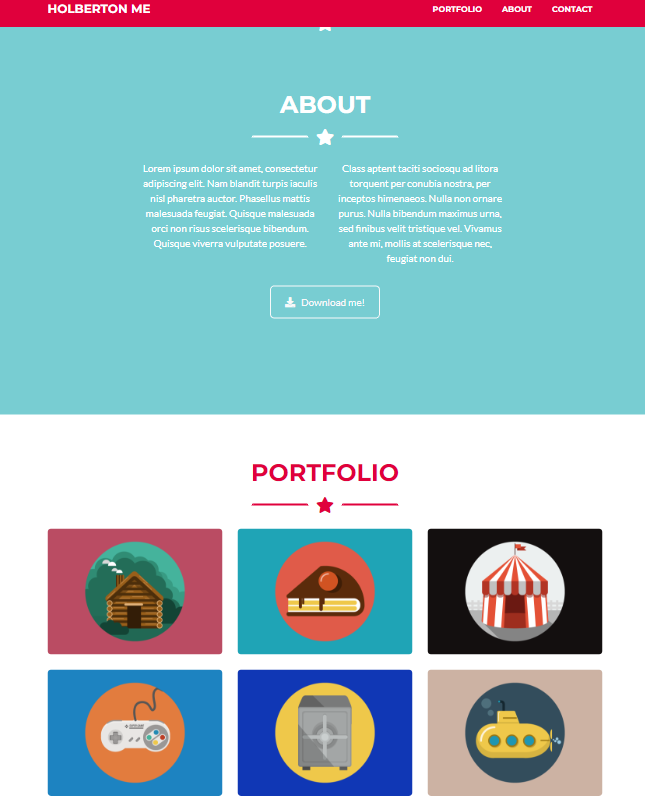 HOLBERTON ME
PORTFOLIO ABOUT CONTACT
ABOUT
Lorem ipsum dolor sit amet, consectetur
adipiscing elit. Nam blandit turpis iaculis
nisl pharetra auctor. Phasellus mattis
malesuada feugiat. Quisque malesuada
orci non risus scelerisque bibendum.
Quisque viverra vulputate posuere.
Class aptent taciti sociosqu ad litora
torquent per conubia nostra, per
inceptos himenaeos. Nulla non ornare
purus. Nulla bibendum maximus urna,
sed finibus velit tristique vel. Vivamus
ante mi, mollis at scelerisque nec,
feugiat non dui.
Download me!
PORTFOLIO